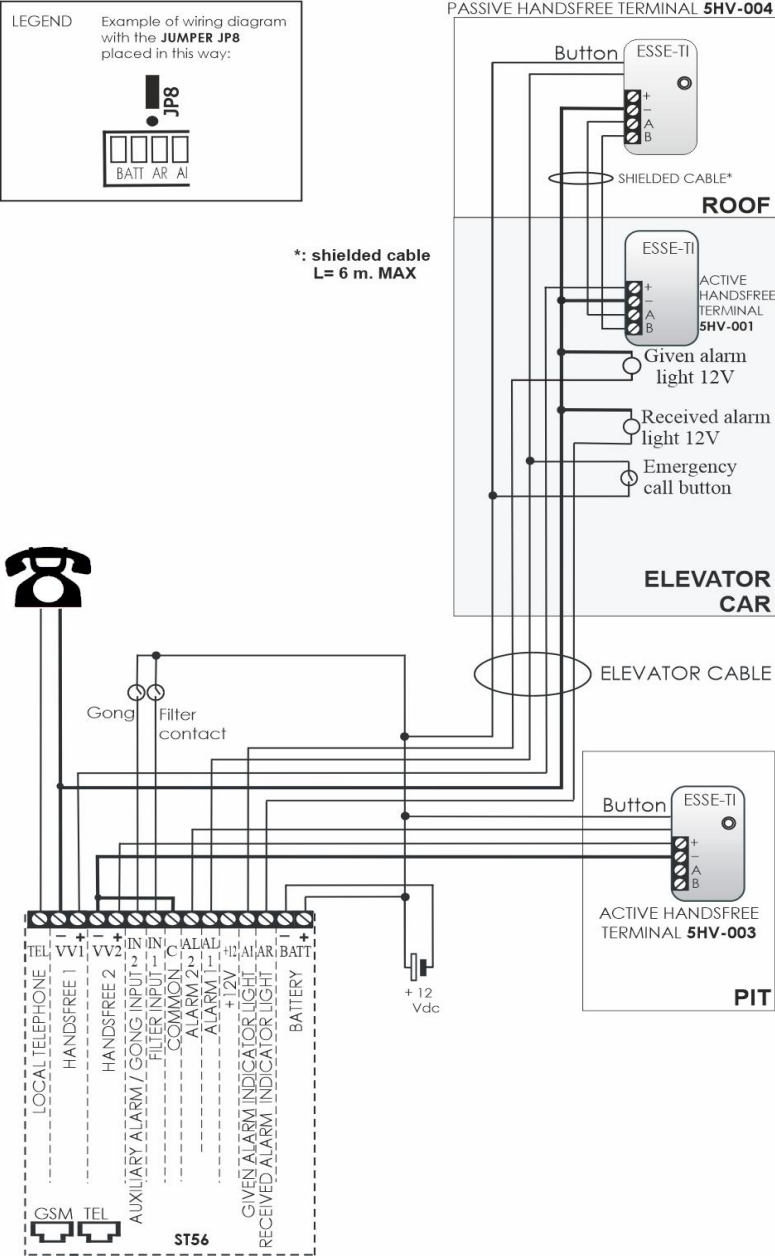 LEGEND
Example of wiring diagram
with the JUMPER JP8
placed in this way:
JP8
BATT AR AI
PASSIVE HANDSFREE TERMINAL 5HV-004
Button
ESSE-TI
+
–
A
B
SHIELDED CABLE*
ROOF
*: shielded cable
L= 6 m. MAX
ESSE-TI
+
–
A
B
ACTIVE
HANDSFREE
TERMINAL
5HV-001
Given alarm
light 12V
Received alarm
light 12V
Emergency
call button
ELEVATOR
CAR
ELEVATOR CABLE
Gong
Filter
contact
Button
ESSE-TI
+
–
A
B
ACTIVE HANDSFREE
TERMINAL 5HV-003
PIT
+ 12
Vdc
– + – + – +
TEL VV1 VV2 IN 2 IN 1 C AL 2 AL 1 +12 AI AR BATT
LOCAL TELEPHONE
HANDSFREE 1
HANDSFREE 2
AUXILIARY ALARM / GONG INPUT
FILTER INPUT
COMMON
ALARM 2
ALARM 1
+12V
GIVEN ALARM INDICATOR LIGHT
RECEIVED ALARM INDICATOR LIGHT
BATTERY
GSM TEL
ST56